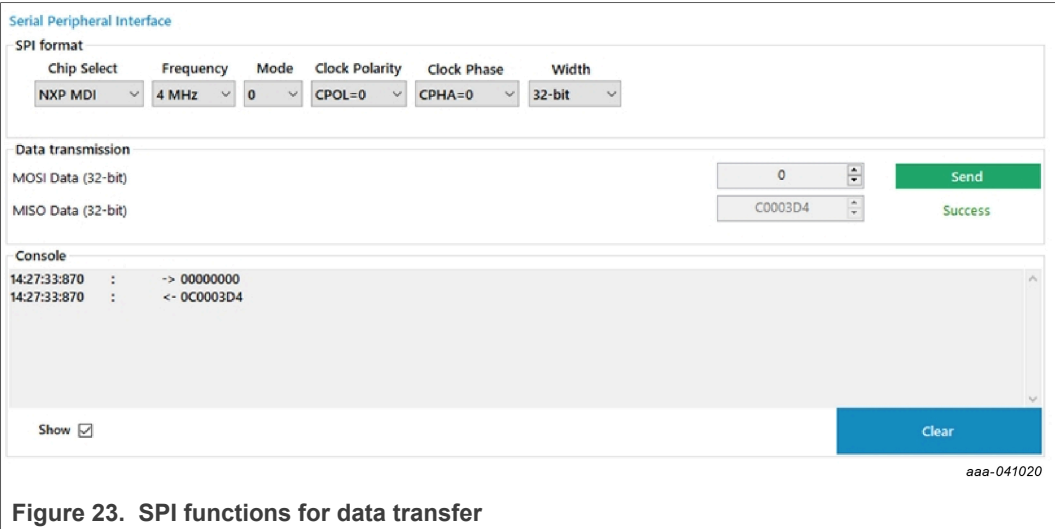 Serial Peripheral Interface
SPI format
Chip Select Frequency Mode Clock Polarity Clock Phase Width
NXP MDI 4 MHz 0 CPOL=0 CPHA=0 32-bit
Data transmission
MOSI Data (32-bit) 0 Send
MISO Data (32-bit) C0003D4 Success
Console
14:27:33:870 : -> 00000000
14:27:33:870 : <- 0C0003D4
Show Clear
aaa-041020
Figure 23. SPI functions for data transfer